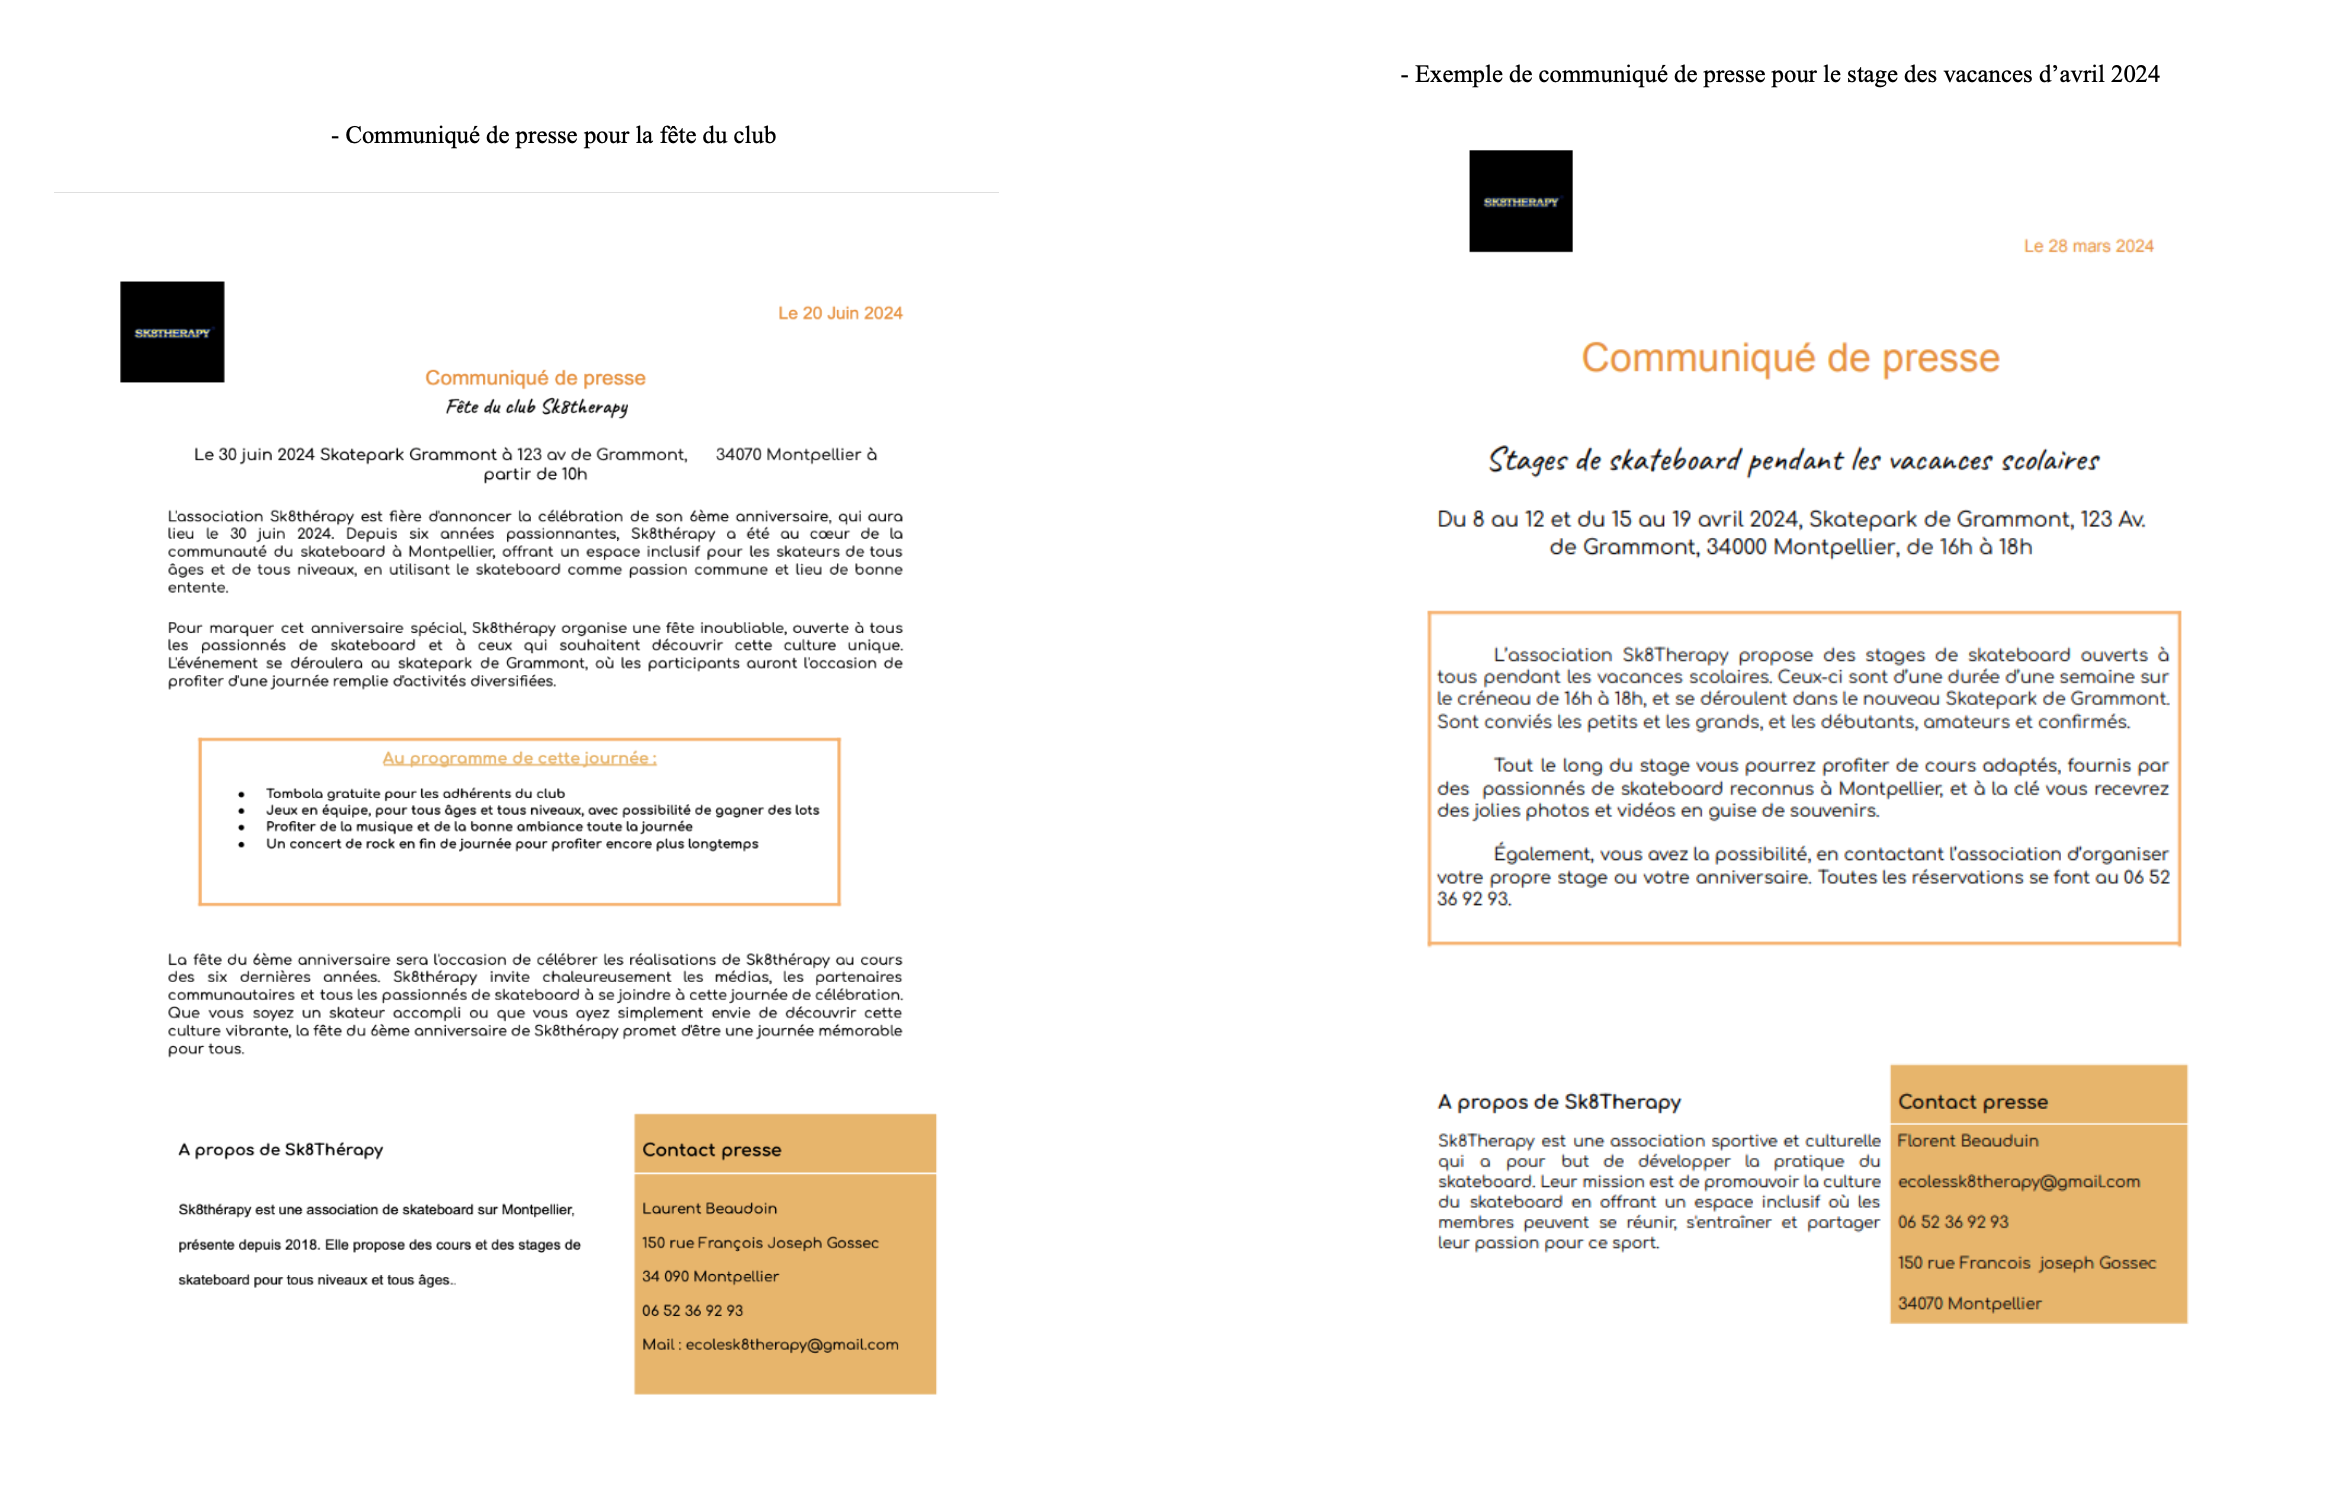 - Communiqué de presse pour la fête du club
SK8THERAPY
Le 20 Juin 2024
Communiqué de presse
Fête du club Sk8therapy
Le 30 juin 2024 Skatepark Grammont à 123 av de Grammont, 34070 Montpellier à
partir de 10h
L'association Sk8thérapy est fière d'annoncer la célébration de son 6ème anniversaire, qui aura
lieu le 30 juin 2024. Depuis six années passionnantes, Sk8thérapy a été au cœur de la
communauté du skateboard à Montpellier, offrant un espace inclusif pour les skateurs de tous
âges et de tous niveaux, en utilisant le skateboard comme passion commune et lieu de bonne
entente.
Pour marquer cet anniversaire spécial, Sk8thérapy organise une fête inoubliable, ouverte à tous
les passionnés de skateboard et à ceux qui souhaitent découvrir cette culture unique.
L'événement se déroulera au skatepark de Grammont, où les participants auront l'occasion de
profiter d'une journée remplie d'activités diversifiées.
Au programme de cette journée :
● Tombola gratuite pour les adhérents du club
● Jeux en équipe, pour tous âges et tous niveaux, avec possibilité de gagner des lots
● Profiter de la musique et de la bonne ambiance toute la journée
● Un concert de rock en fin de journée pour profiter encore plus longtemps
La fête du 6ème anniversaire sera l'occasion de célébrer les réalisations de Sk8thérapy au cours
des six dernières années. Sk8thérapy invite chaleureusement les médias, les partenaires
communautaires et tous les passionnés de skateboard à se joindre à cette journée de célébration.
Que vous soyez un skateur accompli ou que vous ayez simplement envie de découvrir cette
culture vibrante, la fête du 6ème anniversaire de Sk8thérapy promet d'être une journée mémorable
pour tous.
A propos de Sk8Thérapy
Sk8thérapy est une association de skateboard sur Montpellier,
présente depuis 2018. Elle propose des cours et des stages de
skateboard pour tous niveaux et tous âges..
Contact presse
Laurent Beaudoin
150 rue François Joseph Gossec
34 090 Montpellier
06 52 36 92 93
Mail : ecolesk8therapy@gmail.com
- Exemple de communiqué de presse pour le stage des vacances d’avril 2024
SK8THERAPY
Le 28 mars 2024
Communiqué de presse
Stages de skateboard pendant les vacances scolaires
Du 8 au 12 et du 15 au 19 avril 2024, Skatepark de Grammont, 123 Av.
de Grammont, 34000 Montpellier, de 16h à 18h
L’association Sk8Therapy propose des stages de skateboard ouverts à
tous pendant les vacances scolaires. Ceux-ci sont d’une durée d’une semaine sur
le créneau de 16h à 18h, et se déroulent dans le nouveau Skatepark de Grammont.
Sont conviés les petits et les grands, et les débutants, amateurs et confirmés.
Tout le long du stage vous pourrez profiter de cours adaptés, fournis par
des passionnés de skateboard reconnus à Montpellier, et à la clé vous recevrez
des jolies photos et vidéos en guise de souvenirs.
Également, vous avez la possibilité, en contactant l’association d’organiser
votre propre stage ou votre anniversaire. Toutes les réservations se font au 06 52
36 92 93.
A propos de Sk8Therapy
Sk8Therapy est une association sportive et culturelle
qui a pour but de développer la pratique du
skateboard. Leur mission est de promouvoir la culture
du skateboard en offrant un espace inclusif où les
membres peuvent se réunir, s'entraîner et partager
leur passion pour ce sport.
Contact presse
Florent Beauduin
ecolessk8therapy@gmail.com
06 52 36 92 93
150 rue Francois joseph Gossec
34070 Montpellier